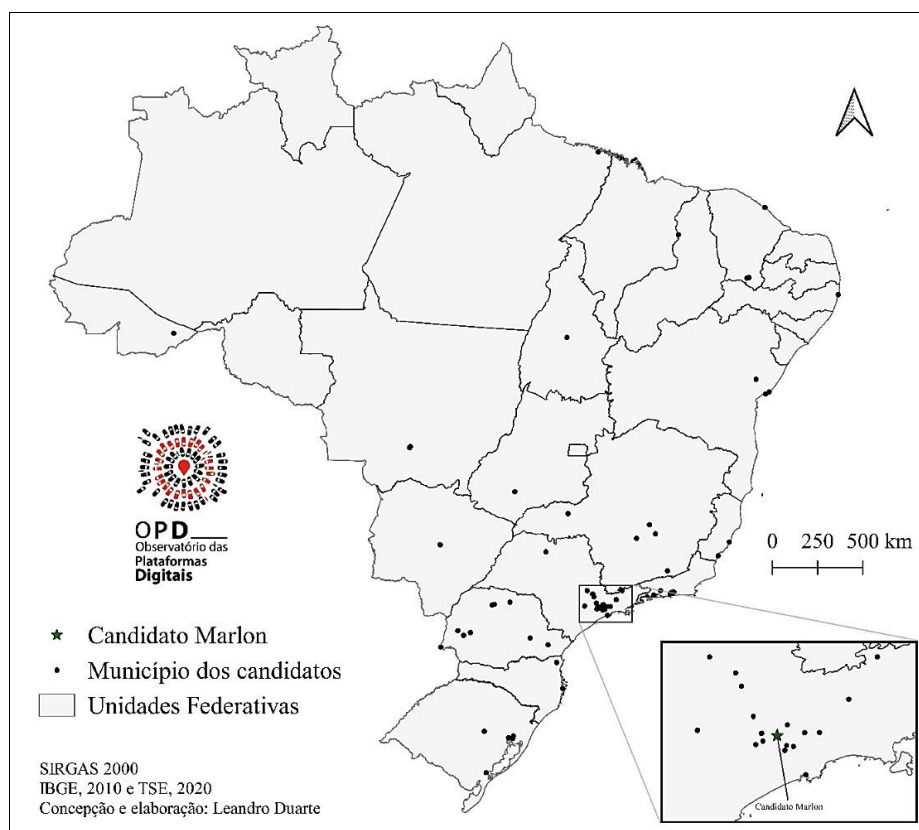 OPD
Observatório das
Plataformas
Digitais
0 250 500 km
Candidato Marlon
Município dos candidatos
Unidades Federativas
SIRGAS 2000
IBGE, 2010 e TSE, 2020
Concepção e elaboração: Leandro Duarte
Candidato Marlon